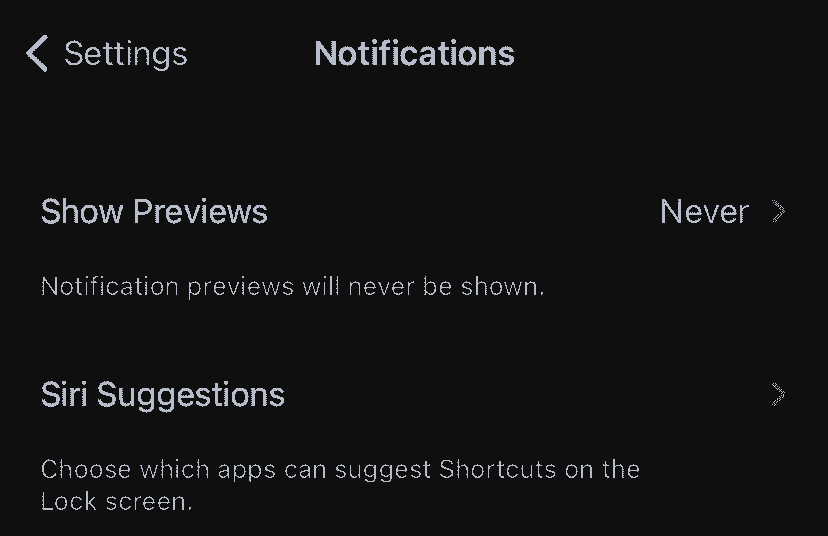 Settings
Notifications
Show Previews
Never
Notification previews will never be shown.
Siri Suggestions
Choose which apps can suggest Shortcuts on the
Lock screen.